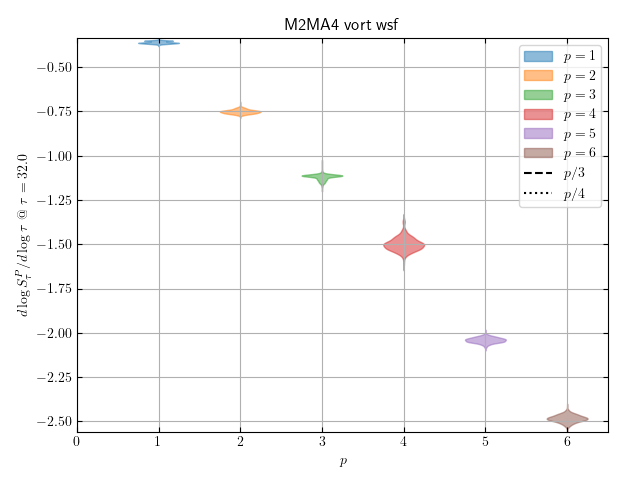 M2MA4 vort wsf
d log S_τ^P / d log τ @ τ = 32.0
−0.50
−0.75
−1.00
−1.25
−1.50
−1.75
−2.00
−2.25
−2.50
p = 1
p = 2
p = 3
p = 4
p = 5
p = 6
p/3
p/4
0 1 2 3 4 5 6
p